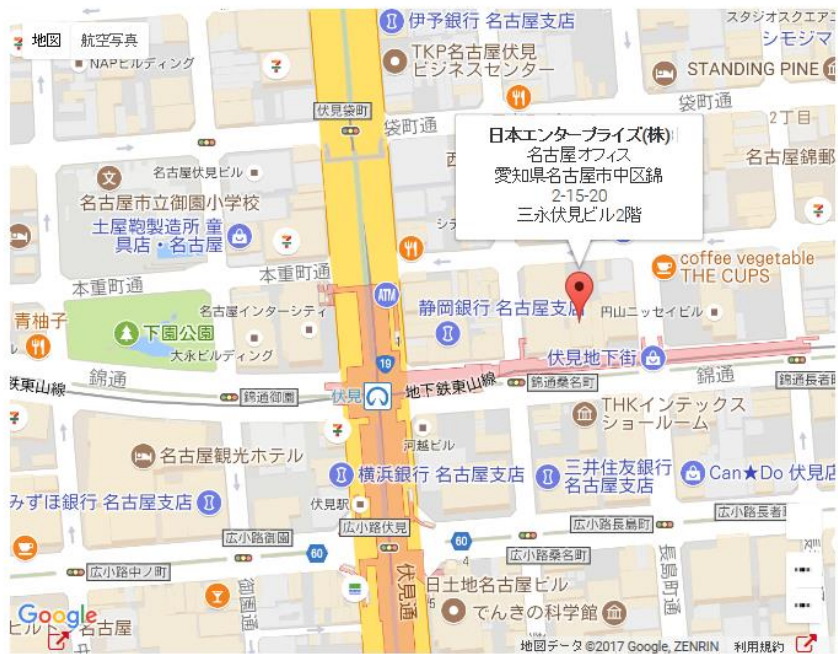 地図 航空写真
伊予銀行 名古屋支店
スタジオスクエア
シモジマ
NAPビルディング
TKP名古屋伏見
ビジネスセンター
STANDING PINE
伏見袋町
袋町通
袋町通
2丁目
日本エンタープライズ(株)
名古屋オフィス
愛知県名古屋市中区錦
2-15-20
三永伏見ビル2階
名古屋伏見ビル
西
名古屋錦郵
文
名古屋市立御園小学校
土屋鞄製造所 童
具店・名古屋
シテ
coffee vegetable
THE CUPS
本重町通
本重町通
ATM
名古屋インターシティ
静岡銀行 名古屋支店
円山ニッセイビル
青柚子
下園公園
大永ビルディング
1
19
伏見地下街
鉄東山線
錦通
錦通御園
伏見
地下鉄東山線
錦通桑名町
錦通
錦通長者町
THKインテックス
ショールーム
河越ビル
名古屋観光ホテル
横浜銀行 名古屋支店
三井住友銀行
名古屋支店
Can★Do 伏見店
みずほ銀行 名古屋支店
伏見駅
広小路御園
広小路伏見
広小路長島町
広小路長者
60
60
4
広小路中ノ町
広小路桑名町
長島町通
御園通
伏見通
日土地名古屋ビル
5
でんきの科学館
Google
ヒルト
名古屋
地図データ ©2017 Google, ZENRIN 利用規約